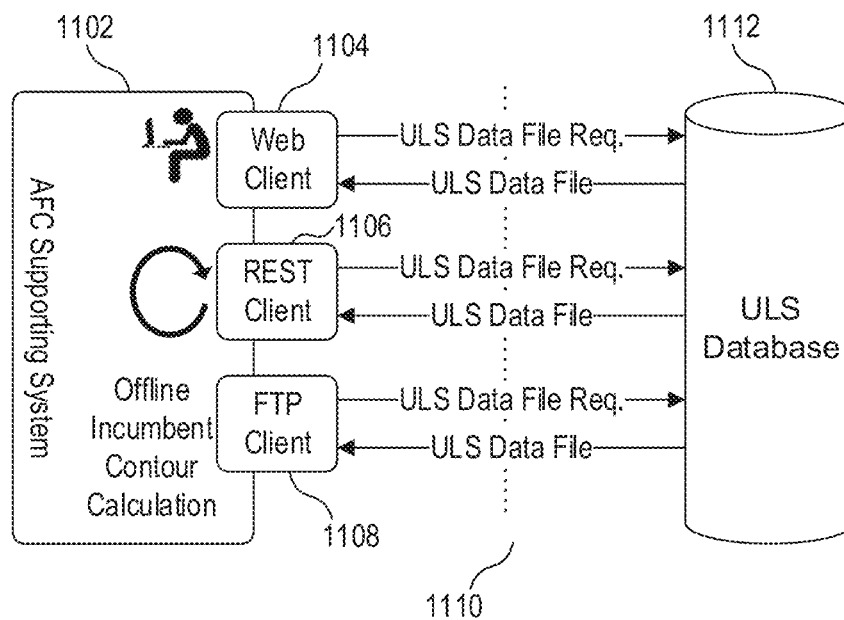 1102
1104
1112
AFC Supporting System
Web
Client
ULS Data File Req.
ULS Data File
1106
REST
Client
ULS Data File Req.
ULS Data File
ULS
Database
Offline
Incumbent
Contour
Calculation
FTP
Client
ULS Data File Req.
ULS Data File
1108
1110